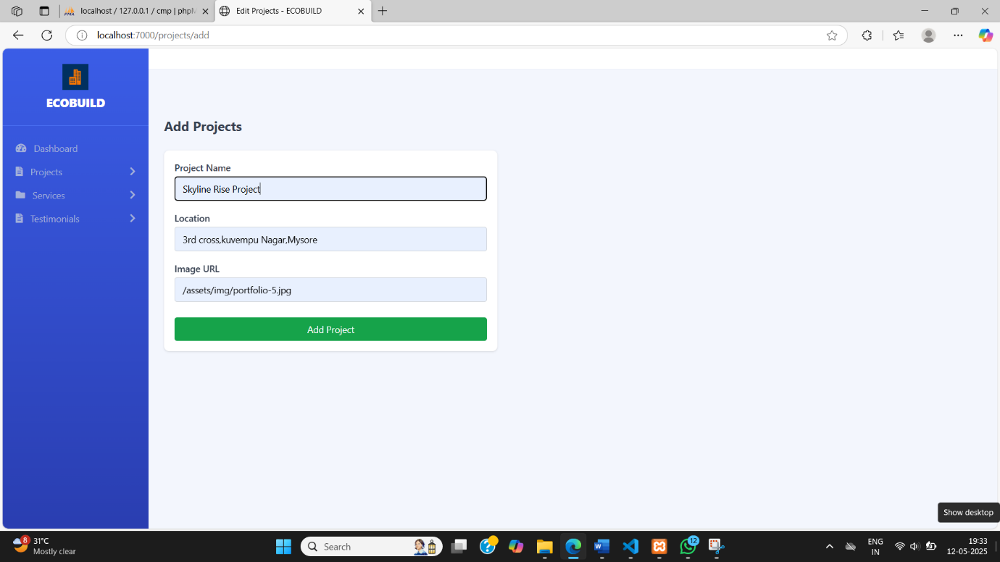 localhost / 127.0.0.1 / cmp | phpM
Edit Projects - ECOBUILD
localhost:7000/projects/add
ECOBUILD
Dashboard
Projects
Services
Testimonials
Add Projects
Project Name
Skyline Rise Project
Location
3rd cross,kuvempu Nagar,Mysore
Image URL
/assets/img/portfolio-5.jpg
Add Project
Show desktop
8
31°C
Mostly clear
Search
12
ENG
IN
19:33
12-05-2025